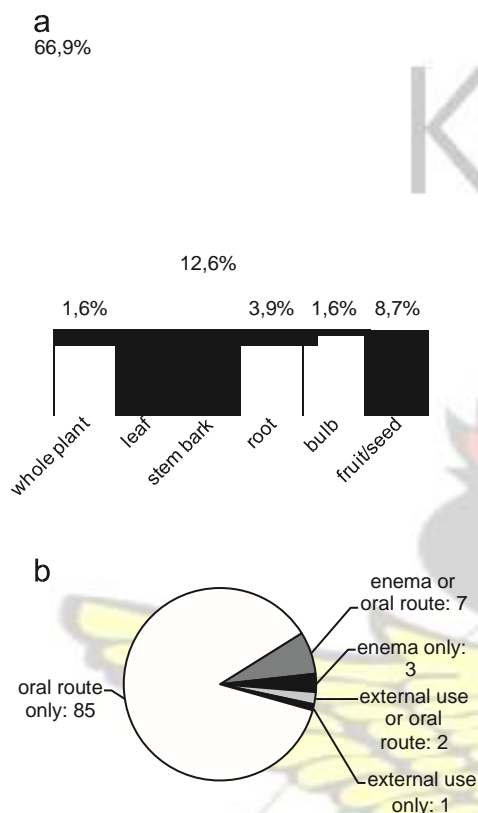 a
66,9%
K
12,6%
1,6%
3,9%
1,6%
8,7%
whole plant
leaf
stem bark
root
bulb
fruit/seed
b
enema or
oral route: 7
enema only:
3
external use
or oral
route: 2
external use
only: 1
oral route
only: 85